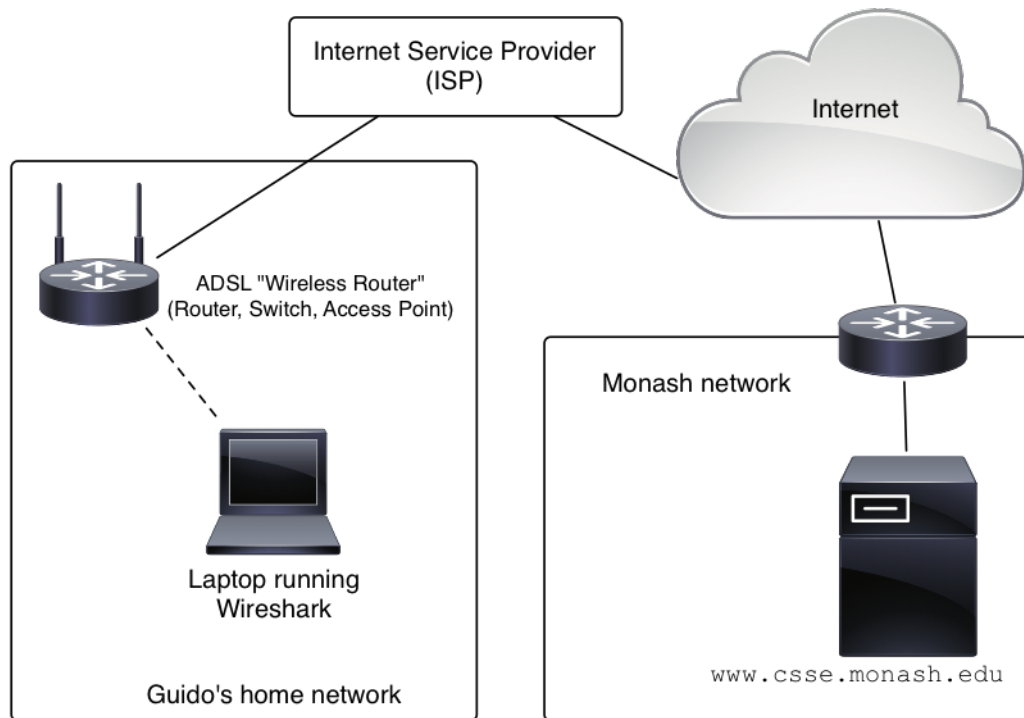 Internet Service Provider
(ISP)
Internet
ADSL "Wireless Router"
(Router, Switch, Access Point)
Monash network
Laptop running
Wireshark
www.csse.monash.edu
Guido's home network